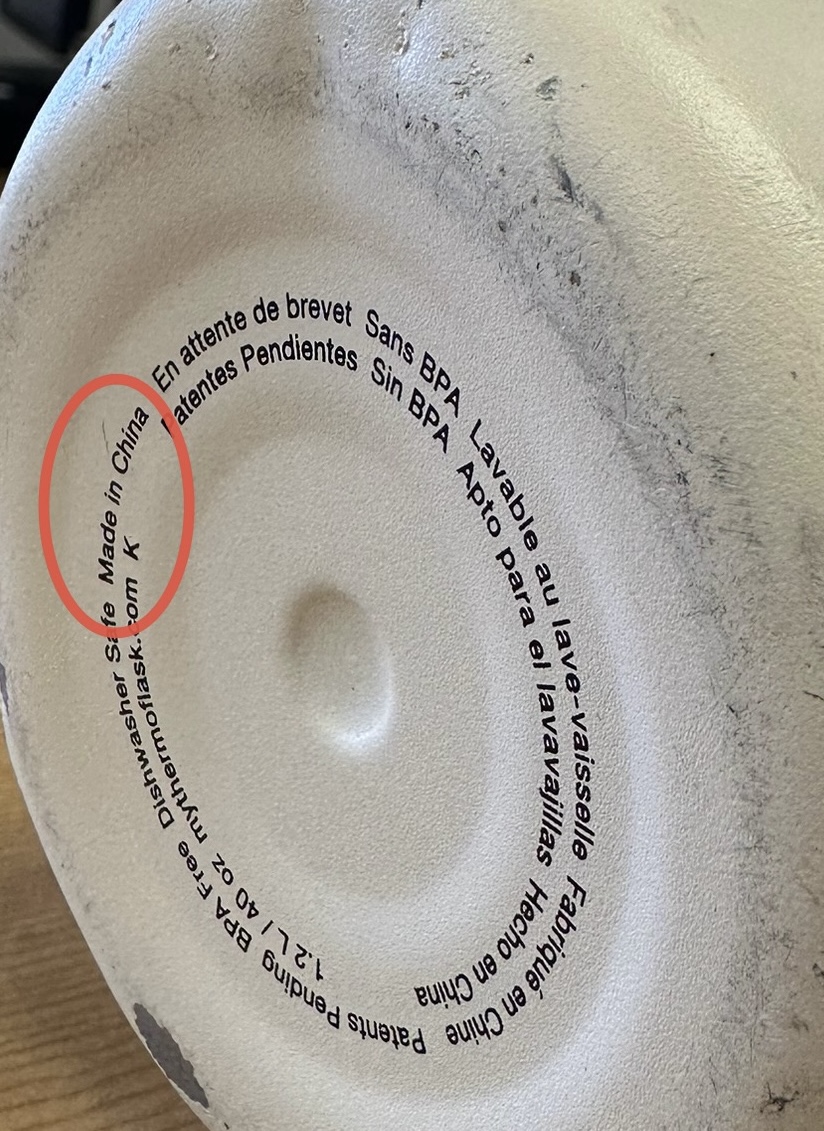 Patents Pending BPA Free Dishwasher Safe Made in China
En attente de brevet Sans BPA Lavable au lave-vaisselle Fabriqué en Chine
1.2 L / 40 oz mythermoflask.com K
Patentes Pendientes Sin BPA Apto para el lavavajillas Hecho en China